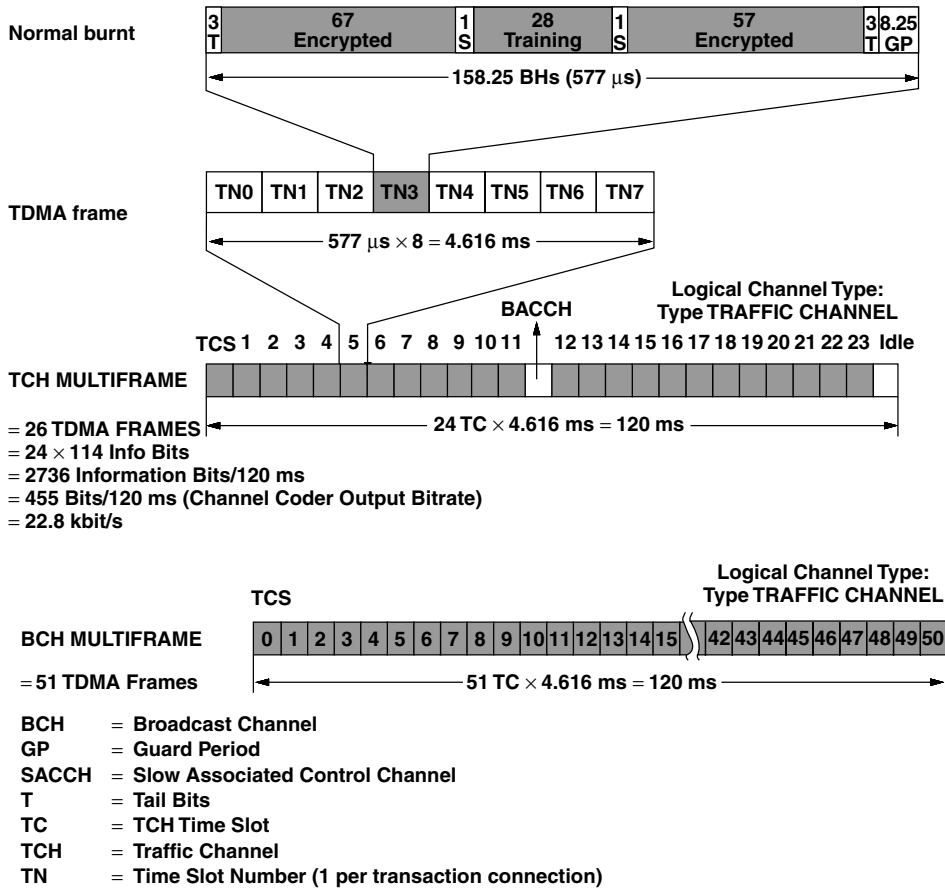 Normal burnt
3 T
67 Encrypted
1 S
28 Training
1 S
57 Encrypted
3 T
8.25 GP
158.25 BHs (577 μs)
TDMA frame
TN0 TN1 TN2 TN3 TN4 TN5 TN6 TN7
577 μs × 8 = 4.616 ms
Logical Channel Type:
Type TRAFFIC CHANNEL
BACCH
TCS 1 2 3 4 5 6 7 8 9 10 11 12 13 14 15 16 17 18 19 20 21 22 23 Idle
TCH MULTIFRAME
24 TC × 4.616 ms = 120 ms
= 26 TDMA FRAMES
= 24 × 114 Info Bits
= 2736 Information Bits/120 ms
= 455 Bits/120 ms (Channel Coder Output Bitrate)
= 22.8 kbit/s
Logical Channel Type:
Type TRAFFIC CHANNEL
TCS
BCH MULTIFRAME
0 1 2 3 4 5 6 7 8 9 10 11 12 13 14 15 42 43 44 45 46 47 48 49 50
= 51 TDMA Frames
51 TC × 4.616 ms = 120 ms
BCH = Broadcast Channel
GP = Guard Period
SACCH = Slow Associated Control Channel
T = Tail Bits
TC = TCH Time Slot
TCH = Traffic Channel
TN = Time Slot Number (1 per transaction connection)